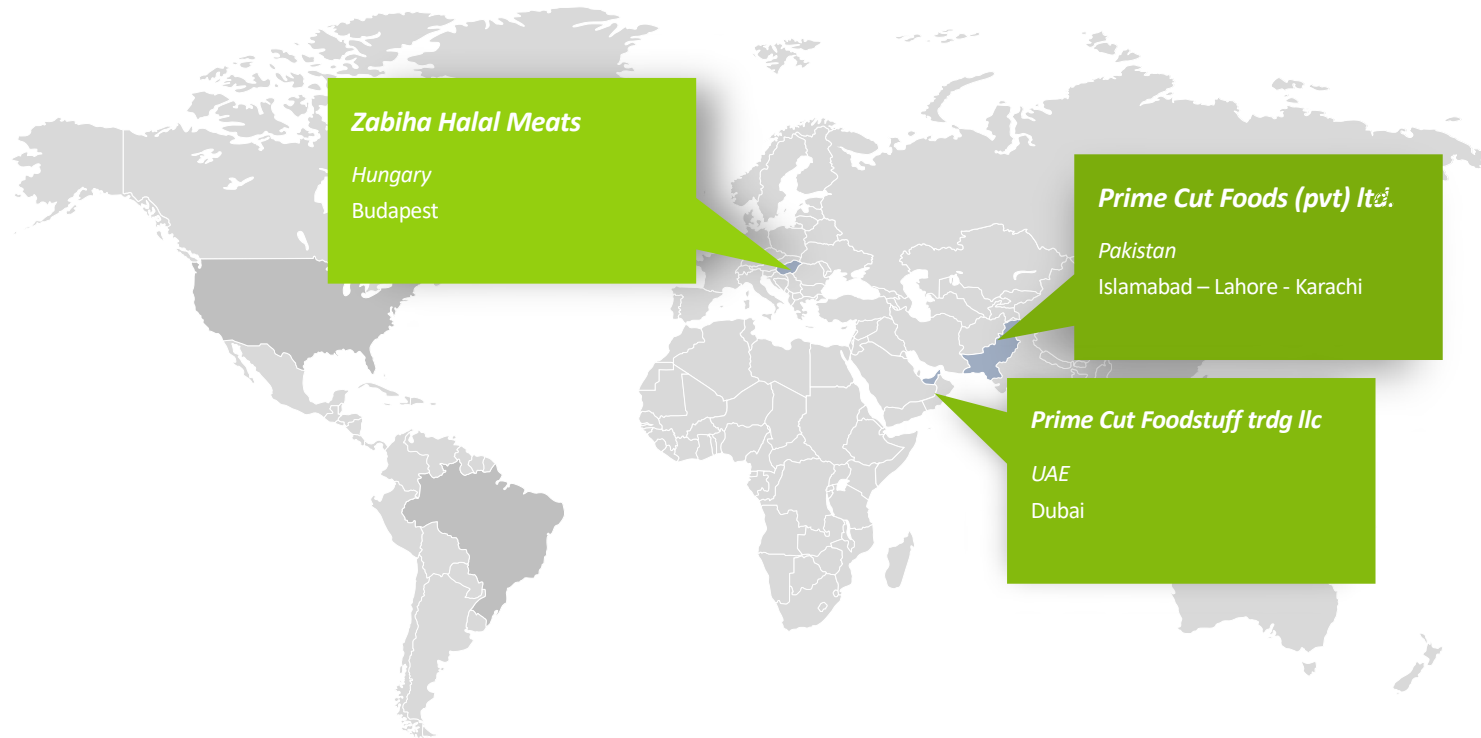 Zabiha Halal Meats
Hungary
Budapest
Prime Cut Foods (pvt) ltd.
Pakistan
Islamabad – Lahore - Karachi
Prime Cut Foodstuff trdg llc
UAE
Dubai